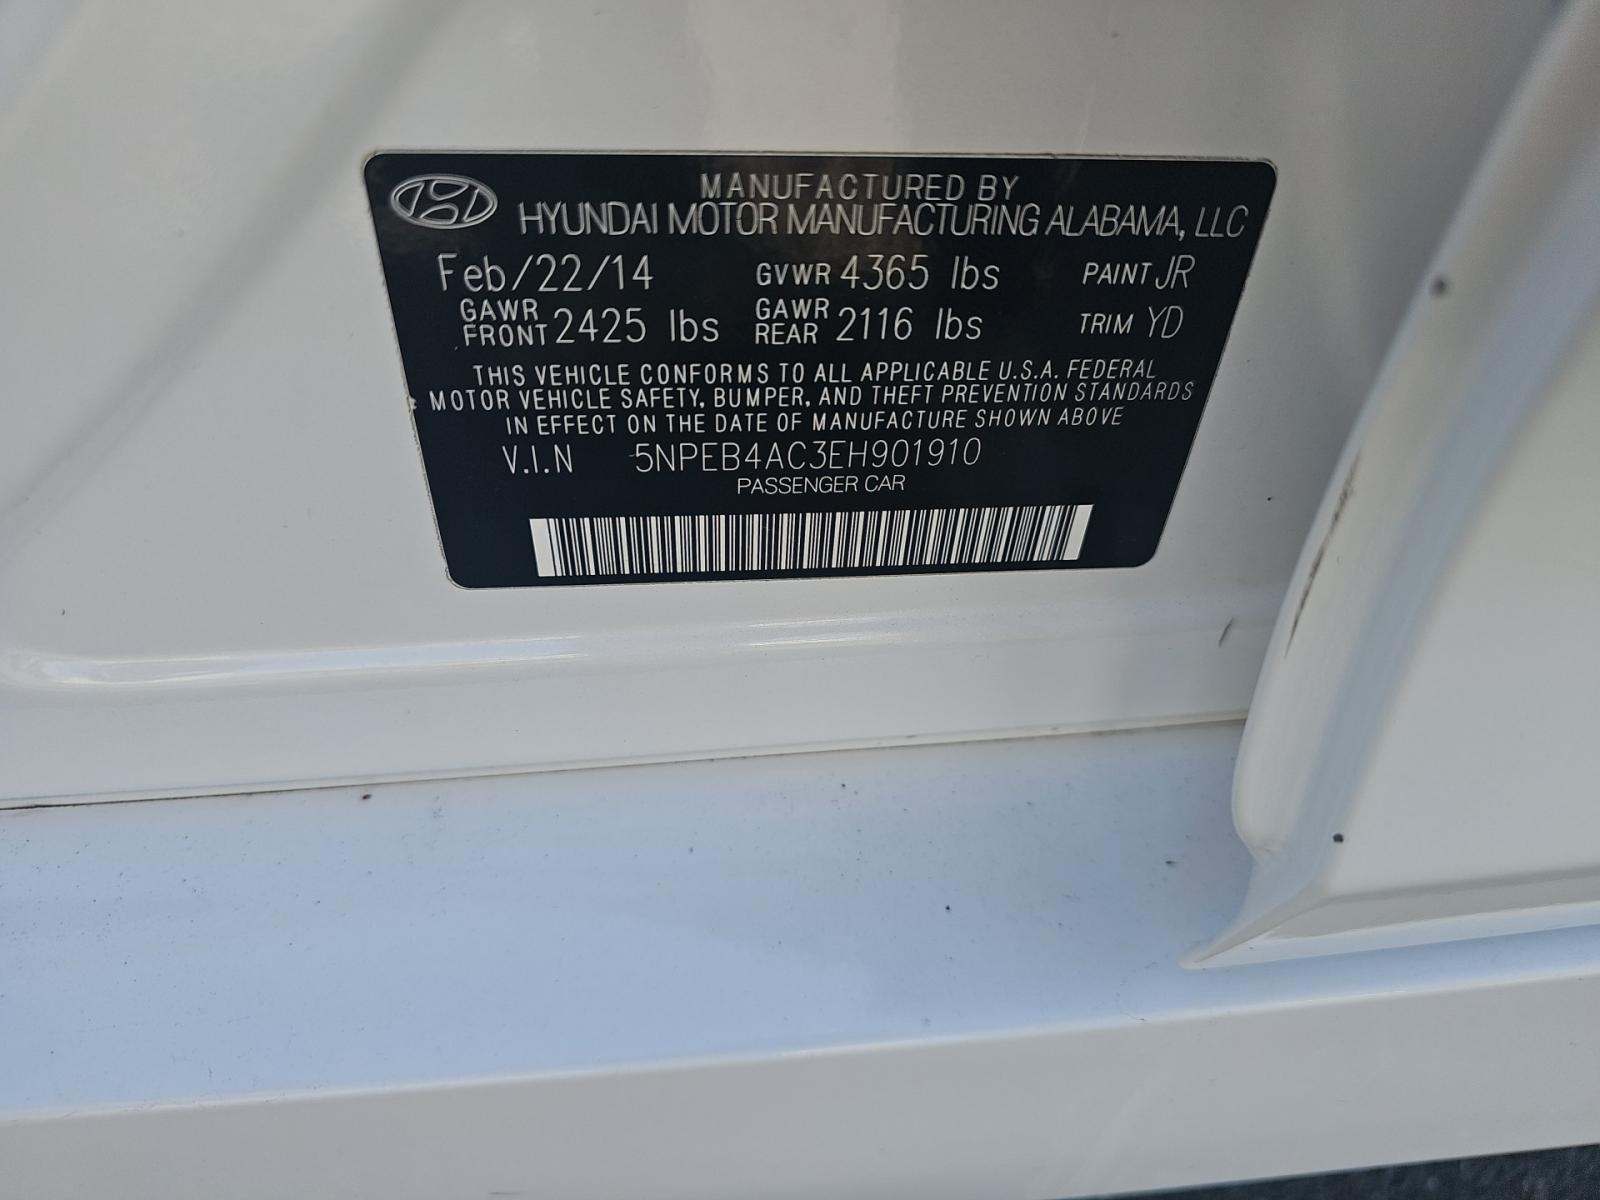 MANUFACTURED BY
HYUNDAI MOTOR MANUFACTURING ALABAMA, LLC
Feb/22/14 GVWR 4365 lbs PAINT JR
GAWR FRONT 2425 lbs GAWR REAR 2116 lbs TRIM YD
THIS VEHICLE CONFORMS TO ALL APPLICABLE U.S.A. FEDERAL
MOTOR VEHICLE SAFETY, BUMPER, AND THEFT PREVENTION STANDARDS
IN EFFECT ON THE DATE OF MANUFACTURE SHOWN ABOVE
V.I.N 5NPEB4AC3EH901910
PASSENGER CAR